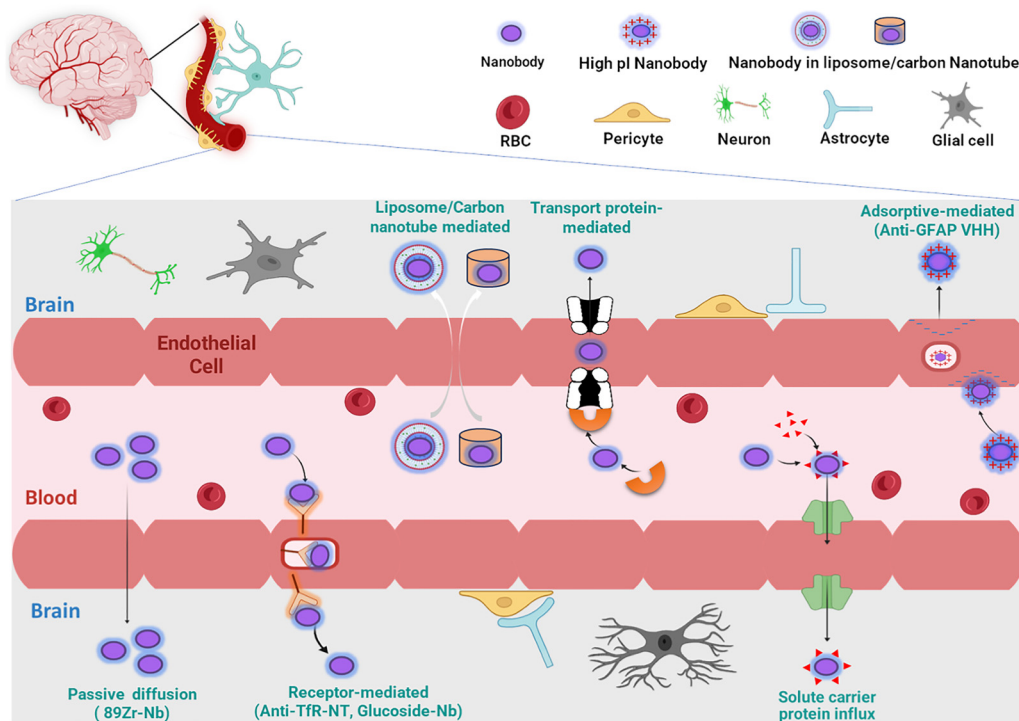 Nanobody
High pI Nanobody
Nanobody in liposome/carbon Nanotube
RBC
Pericyte
Neuron
Astrocyte
Glial cell
Liposome/Carbon
nanotube mediated
Transport protein-
mediated
Adsorptive-mediated
(Anti-GFAP VHH)
Brain
Endothelial
Cell
Blood
Brain
Passive diffusion
( 89Zr-Nb)
Receptor-mediated
(Anti-TfR-NT, Glucoside-Nb)
Solute carrier
protein influx